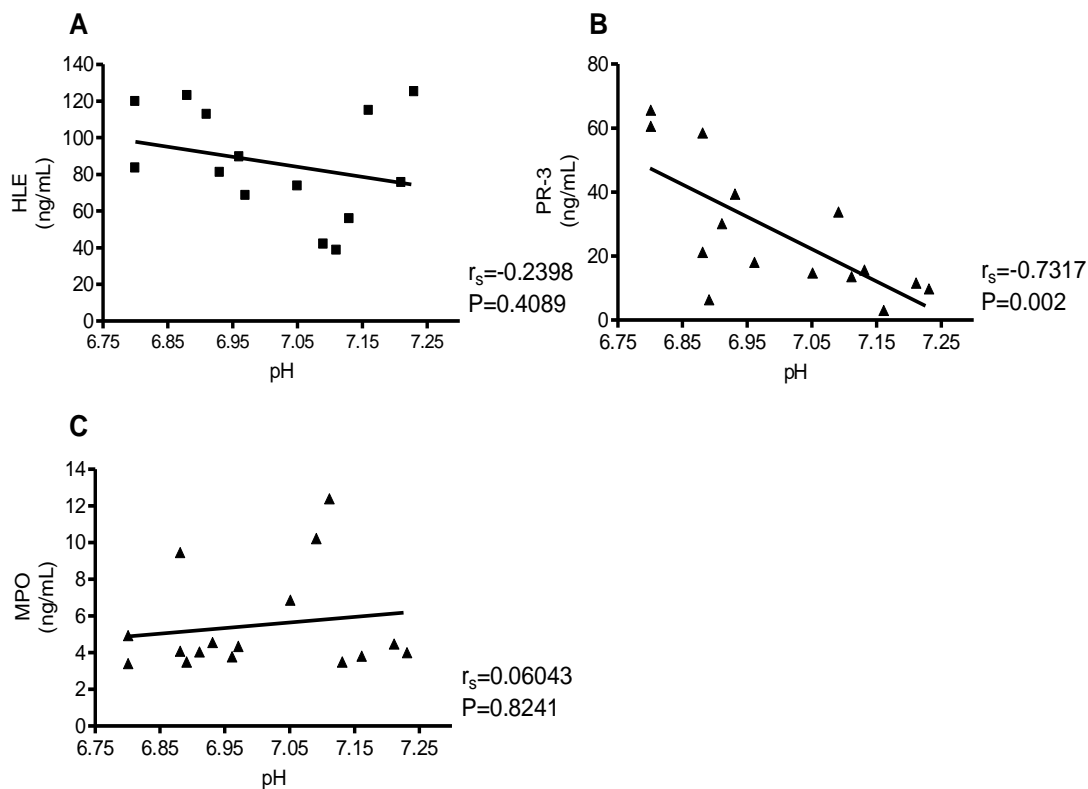 A
140
120
100
80
60
40
20
0
HLE
(ng/mL)
6.75 6.85 6.95 7.05 7.15 7.25
pH
rs=-0.2398
P=0.4089
B
80
60
40
20
0
PR-3
(ng/mL)
6.75 6.85 6.95 7.05 7.15 7.25
pH
rs=-0.7317
P=0.002
C
14
12
10
8
6
4
2
0
MPO
(ng/mL)
6.75 6.85 6.95 7.05 7.15 7.25
pH
rs=0.06043
P=0.8241